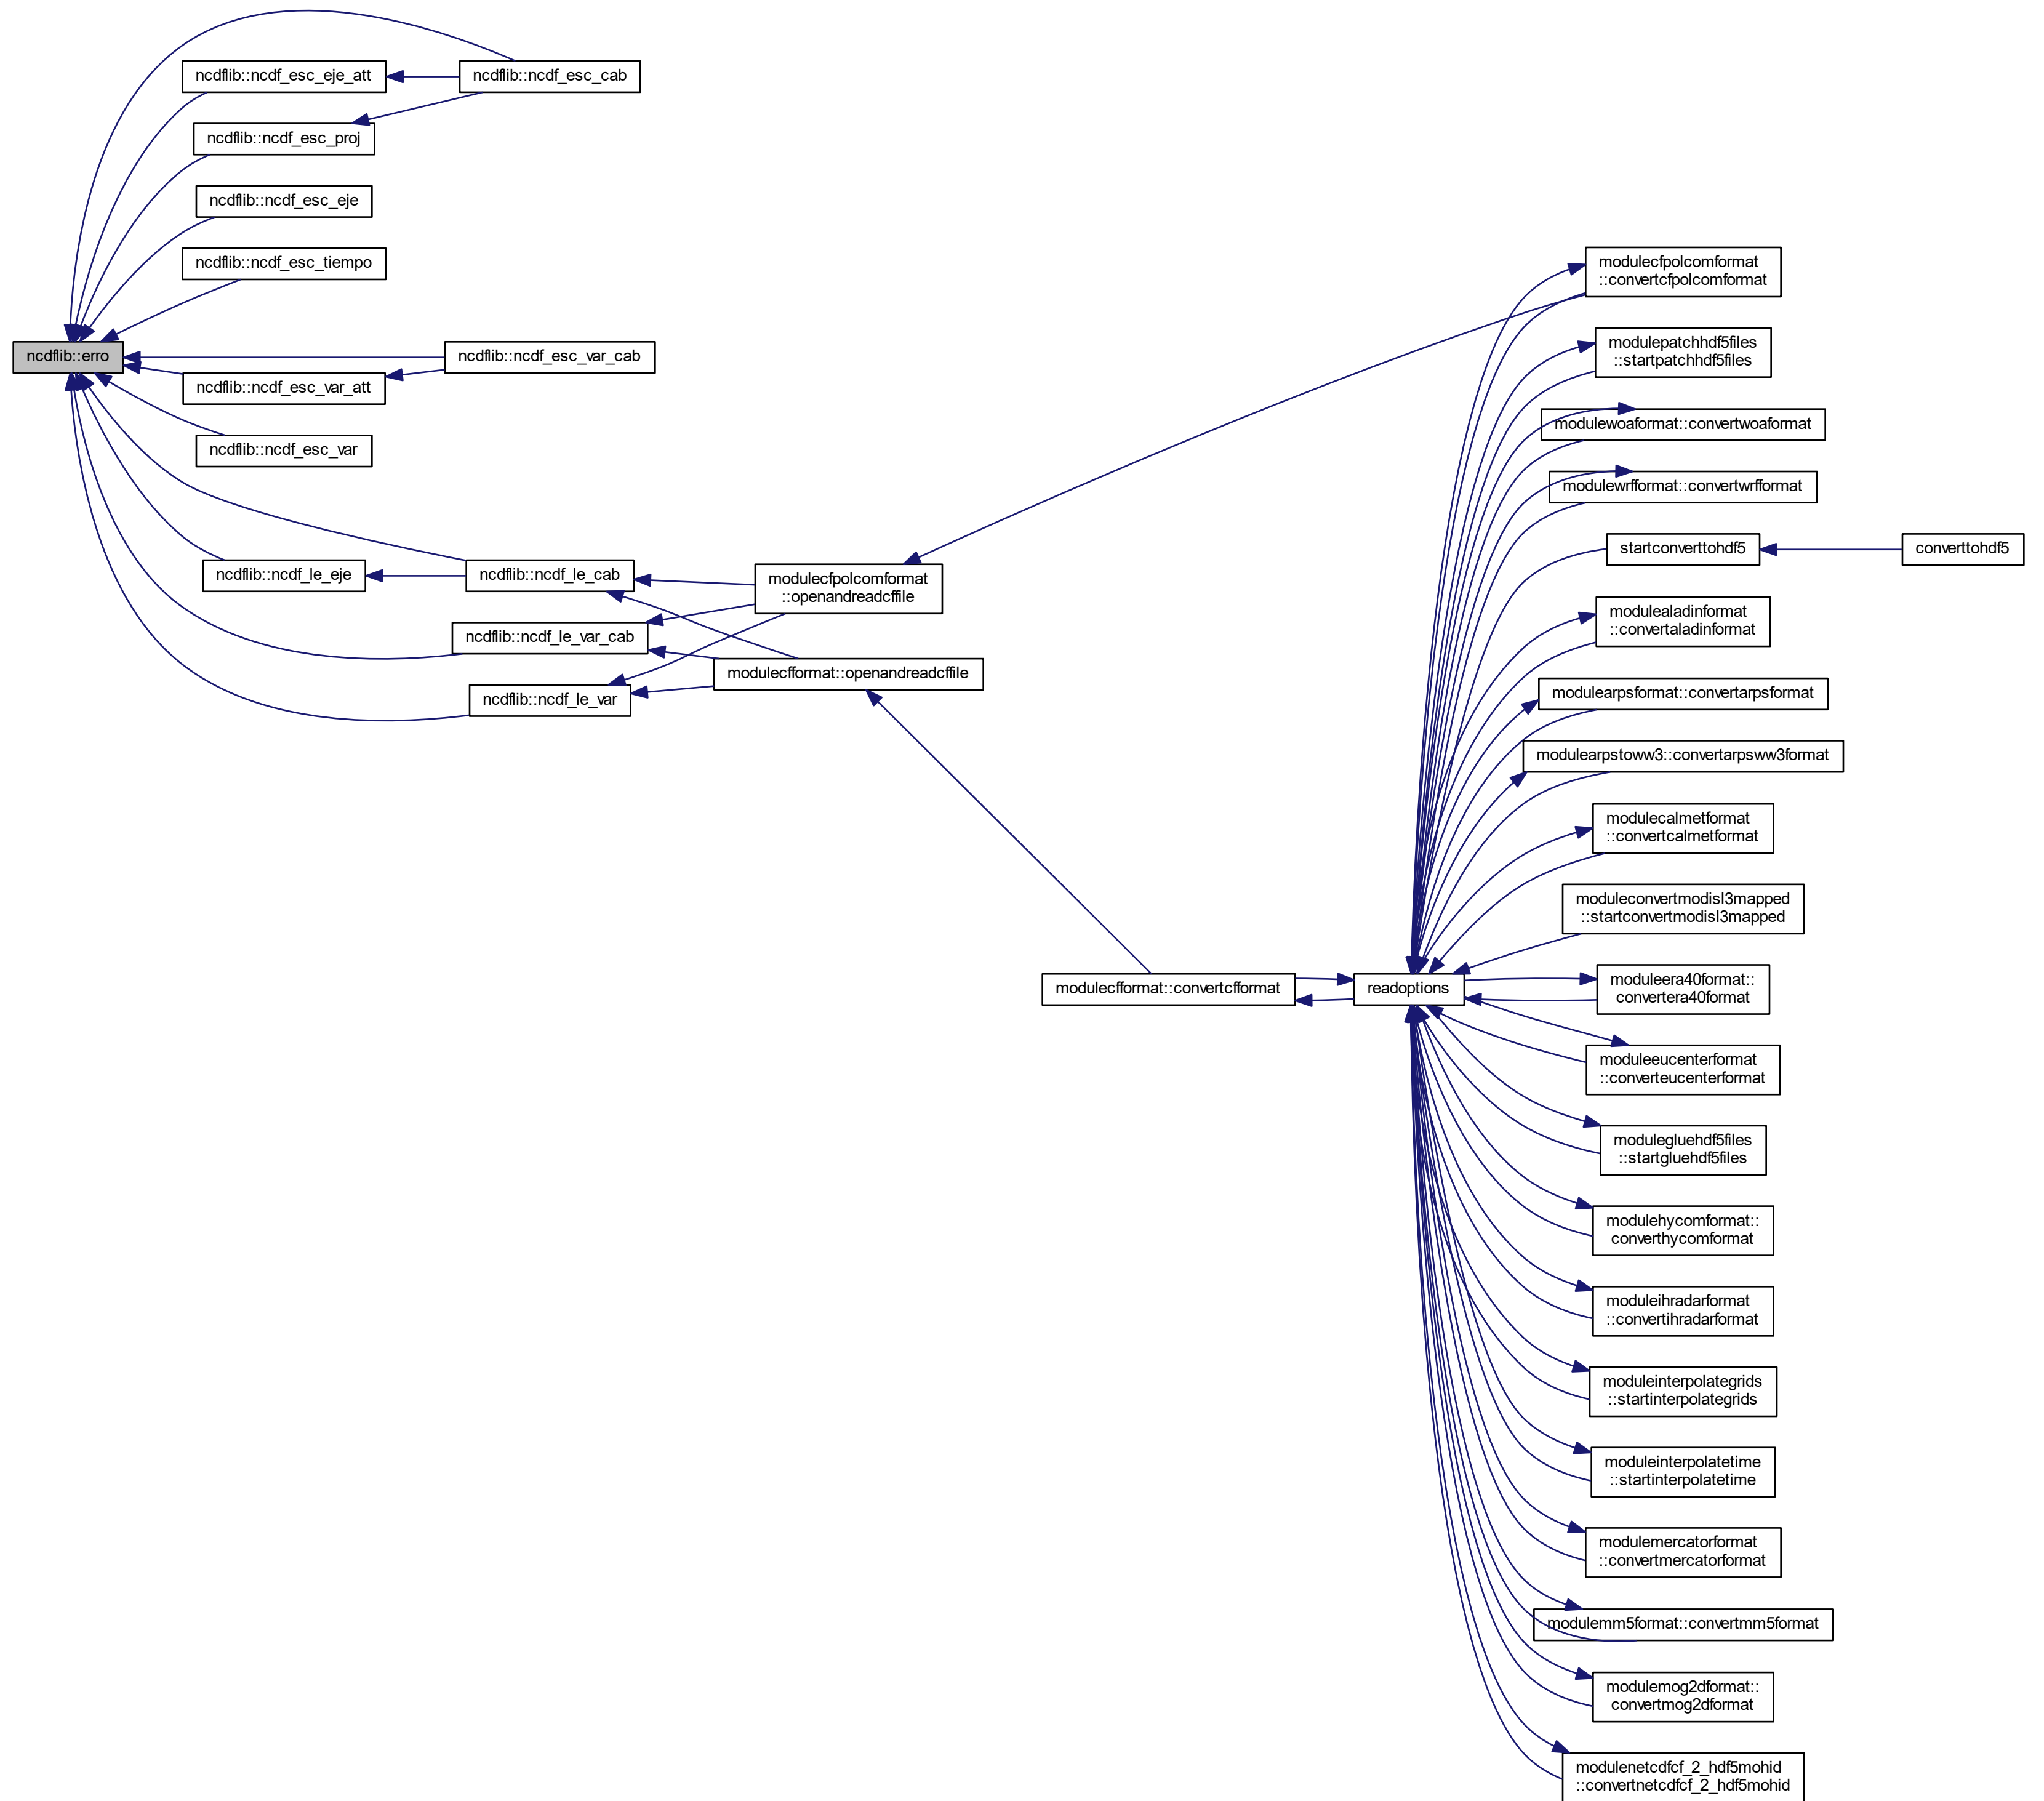 ncdflib::erro
ncdflib::ncdf_esc_eje_att
ncdflib::ncdf_esc_cab
ncdflib::ncdf_esc_proj
ncdflib::ncdf_esc_eje
ncdflib::ncdf_esc_tiempo
ncdflib::ncdf_esc_var_cab
ncdflib::ncdf_esc_var_att
ncdflib::ncdf_esc_var
ncdflib::ncdf_le_eje
ncdflib::ncdf_le_cab
ncdflib::ncdf_le_var_cab
ncdflib::ncdf_le_var
modulecfpolcomformat
::openandreadcffile
modulecfformat::openandreadcffile
modulecfformat::convertcfformat
readoptions
modulecfpolcomformat
::convertcfpolcomformat
modulepatchhdf5files
::startpatchhdf5files
modulewoaformat::convertwoaformat
modulewrfformat::convertwrfformat
startconverttohdf5
converttohdf5
modulealadinformat
::convertaladinformat
modulearpsformat::convertarpsformat
modulearpstoww3::convertarpsww3format
modulecalmetformat
::convertcalmetformat
moduleconvertmodisl3mapped
::startconvertmodisl3mapped
moduleera40format::
convertera40format
moduleeucenterformat
::converteucenterformat
modulegluehdf5files
::startgluehdf5files
modulehycomformat::
converthycomformat
moduleihradarformat
::convertihradarformat
moduleinterpolategrids
::startinterpolategrids
moduleinterpolatetime
::startinterpolatetime
modulemercatorformat
::convertmercatorformat
modulemm5format::convertmm5format
modulemog2dformat::
convertmog2dformat
modulenetcdfcf_2_hdf5mohid
::convertnetcdfcf_2_hdf5mohid